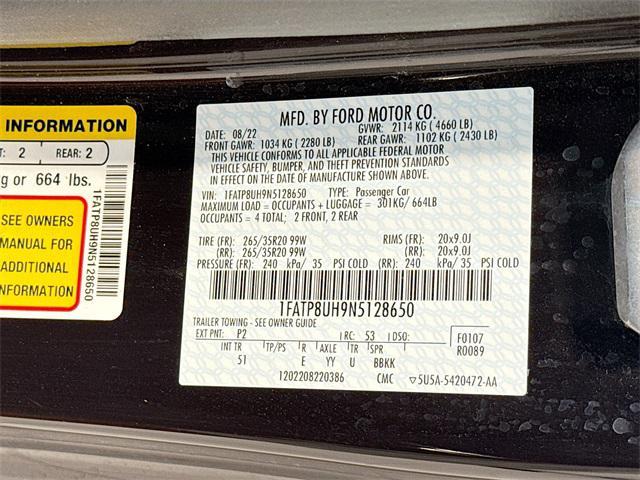 INFORMATION
: 2 REAR: 2
g or 664 lbs.
SEE OWNERS
MANUAL FOR
ADDITIONAL
INFORMATION
1FATP8UH9N5128650
MFD. BY FORD MOTOR CO.
DATE: 08/22 GVWR: 2114 KG ( 4660 LB)
FRONT GAWR: 1034 KG ( 2280 LB) REAR GAWR: 1102 KG ( 2430 LB)
THIS VEHICLE CONFORMS TO ALL APPLICABLE FEDERAL MOTOR
VEHICLE SAFETY, BUMPER, AND THEFT PREVENTION STANDARDS
IN EFFECT ON THE DATE OF MANUFACTURE SHOWN ABOVE.
VIN: 1FATP8UH9N5128650 TYPE: Passenger Car
MAXIMUM LOAD = OCCUPANTS + LUGGAGE = 301KG/ 664LB
OCCUPANTS = 4 TOTAL; 2 FRONT, 2 REAR
TIRE (FR): 265/35R20 99W RIMS (FR): 20x9.0J
(RR): 265/35R20 99W (RR): 20x9.0J
PRESSURE (FR): 240 kPa/ 35 PSI COLD (RR): 240 kPa/ 35 PSI COLD
1FATP8UH9N5128650
TRAILER TOWING - SEE OWNER GUIDE
EXT PNT: P2 RC: 53 DSO: F0107
INT TR TP/PS R AXLE TR SPR R0089
51 E YY U BBKK
1202208220386 CMC ▽5U5A-5420472-AA